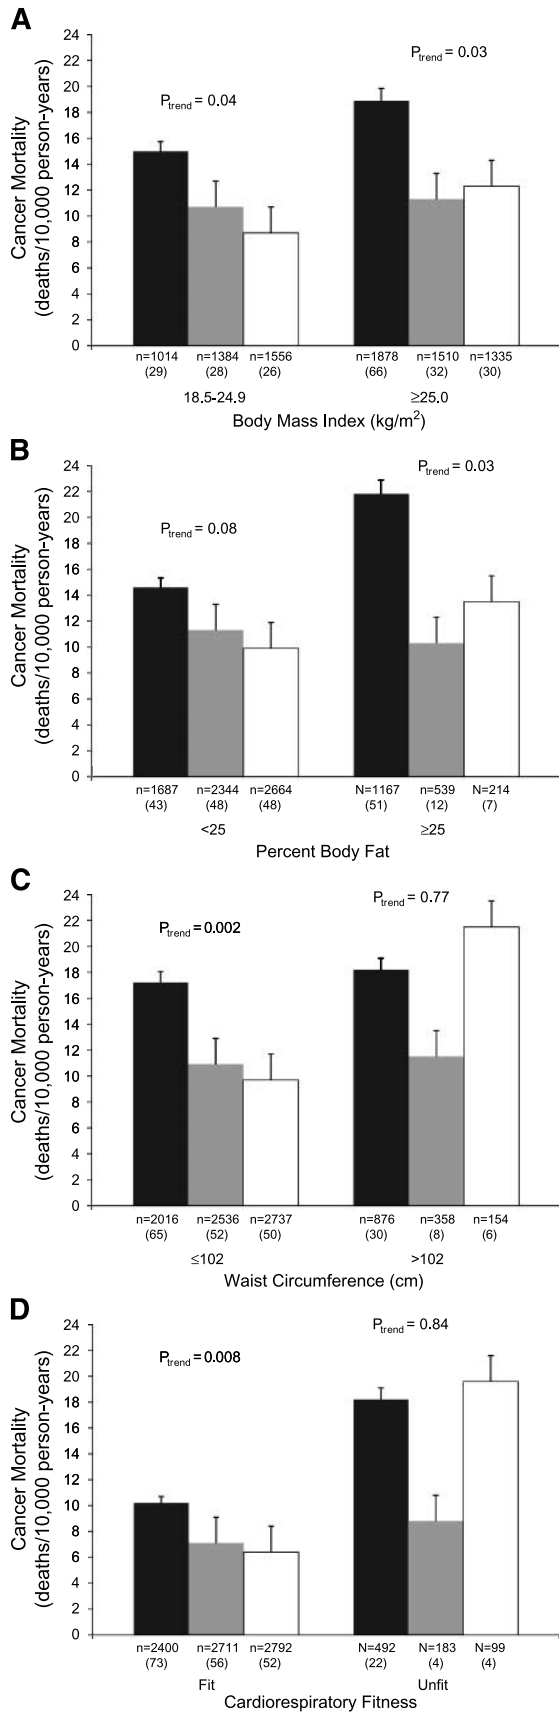 A
Cancer Mortality
(deaths/10,000 person-years)
24
22
20
18
16
14
12
10
8
6
4
2
0
P_trend = 0.04
P_trend = 0.03
n=1014 n=1384 n=1556 n=1878 n=1510 n=1335
(29) (28) (26) (66) (32) (30)
18.5-24.9 ≥25.0
Body Mass Index (kg/m²)
B
Cancer Mortality
(deaths/10,000 person-years)
24
22
20
18
16
14
12
10
8
6
4
2
0
P_trend = 0.08
P_trend = 0.03
n=1687 n=2344 n=2664 N=1167 n=539 N=214
(43) (48) (48) (51) (12) (7)
<25 ≥25
Percent Body Fat
C
Cancer Mortality
(deaths/10,000 person-years)
24
22
20
18
16
14
12
10
8
6
4
2
0
P_trend = 0.002
P_trend = 0.77
n=2016 n=2536 n=2737 n=876 n=358 n=154
(65) (52) (50) (30) (8) (6)
≤102 >102
Waist Circumference (cm)
D
Cancer Mortality
(deaths/10,000 person-years)
24
22
20
18
16
14
12
10
8
6
4
2
0
P_trend = 0.008
P_trend = 0.84
n=2400 n=2711 n=2792 N=492 N=183 N=99
(73) (56) (52) (22) (4) (4)
Fit Unfit
Cardiorespiratory Fitness